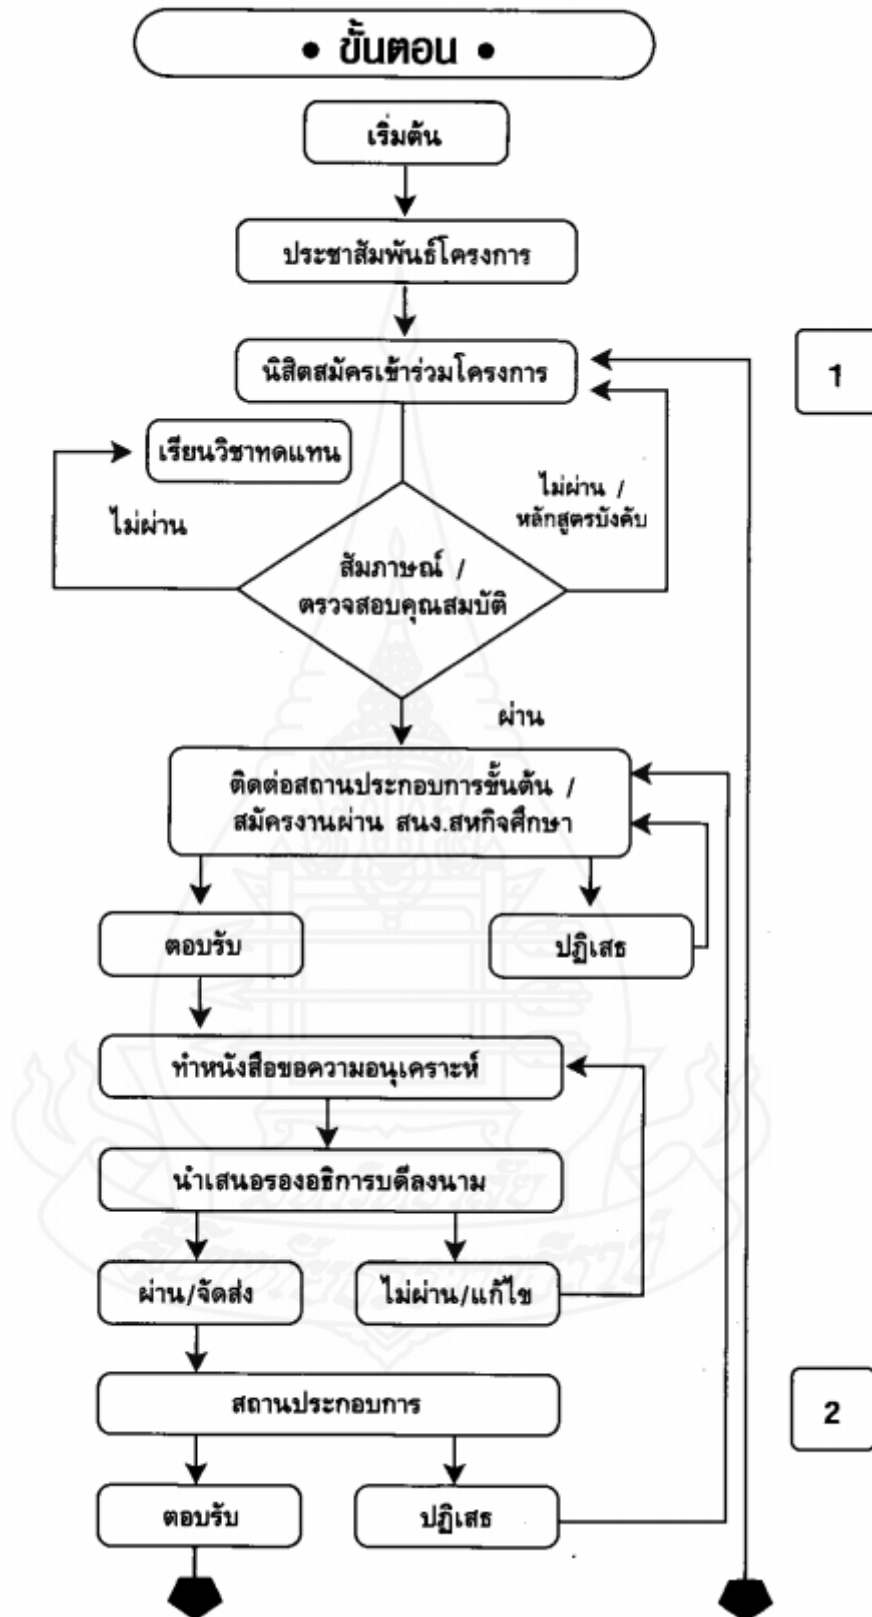 • ขั้นตอน •
เริ่มต้น
ประชาสัมพันธ์โครงการ
นิสิตสมัครเข้าร่วมโครงการ
1
เรียนวิชาทดแทน
ไม่ผ่าน /
หลักสูตรบังคับ
ไม่ผ่าน
สัมภาษณ์ /
ตรวจสอบคุณสมบัติ
ผ่าน
ติดต่อสถานประกอบการขั้นต้น /
สมัครงานผ่าน สนง.สหกิจศึกษา
ตอบรับ
ปฏิเสธ
ทำหนังสือขอความอนุเคราะห์
นำเสนอรองอธิการบดีลงนาม
ผ่าน/จัดส่ง
ไม่ผ่าน/แก้ไข
สถานประกอบการ
2
ตอบรับ
ปฏิเสธ